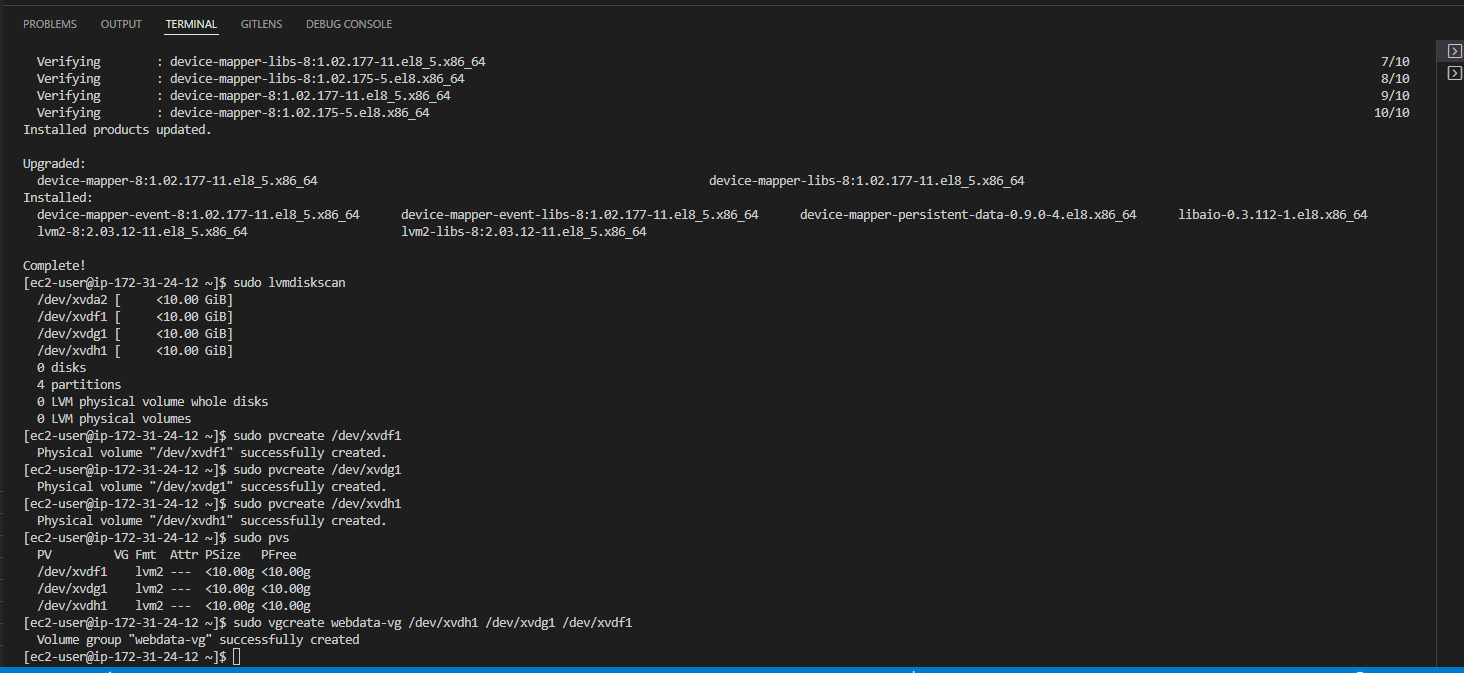 PROBLEMS OUTPUT TERMINAL GITLENS DEBUG CONSOLE
Verifying : device-mapper-libs-8:1.02.177-11.el8_5.x86_64 7/10
Verifying : device-mapper-libs-8:1.02.175-5.el8.x86_64 8/10
Verifying : device-mapper-8:1.02.177-11.el8_5.x86_64 9/10
Verifying : device-mapper-8:1.02.175-5.el8.x86_64 10/10
Installed products updated.
Upgraded:
device-mapper-8:1.02.177-11.el8_5.x86_64 device-mapper-libs-8:1.02.177-11.el8_5.x86_64
Installed:
device-mapper-event-8:1.02.177-11.el8_5.x86_64 device-mapper-event-libs-8:1.02.177-11.el8_5.x86_64 device-mapper-persistent-data-0.9.0-4.el8.x86_64 libaio-0.3.112-1.el8.x86_64
lvm2-8:2.03.12-11.el8_5.x86_64 lvm2-libs-8:2.03.12-11.el8_5.x86_64
Complete!
[ec2-user@ip-172-31-24-12 ~]$ sudo lvmdiskscan
/dev/xvda2 [ <10.00 GiB]
/dev/xvdf1 [ <10.00 GiB]
/dev/xvdg1 [ <10.00 GiB]
/dev/xvdh1 [ <10.00 GiB]
0 disks
4 partitions
0 LVM physical volume whole disks
0 LVM physical volumes
[ec2-user@ip-172-31-24-12 ~]$ sudo pvcreate /dev/xvdf1
Physical volume "/dev/xvdf1" successfully created.
[ec2-user@ip-172-31-24-12 ~]$ sudo pvcreate /dev/xvdg1
Physical volume "/dev/xvdg1" successfully created.
[ec2-user@ip-172-31-24-12 ~]$ sudo pvcreate /dev/xvdh1
Physical volume "/dev/xvdh1" successfully created.
[ec2-user@ip-172-31-24-12 ~]$ sudo pvs
PV VG Fmt Attr PSize PFree
/dev/xvdf1 lvm2 --- <10.00g <10.00g
/dev/xvdg1 lvm2 --- <10.00g <10.00g
/dev/xvdh1 lvm2 --- <10.00g <10.00g
[ec2-user@ip-172-31-24-12 ~]$ sudo vgcreate webdata-vg /dev/xvdh1 /dev/xvdg1 /dev/xvdf1
Volume group "webdata-vg" successfully created
[ec2-user@ip-172-31-24-12 ~]$